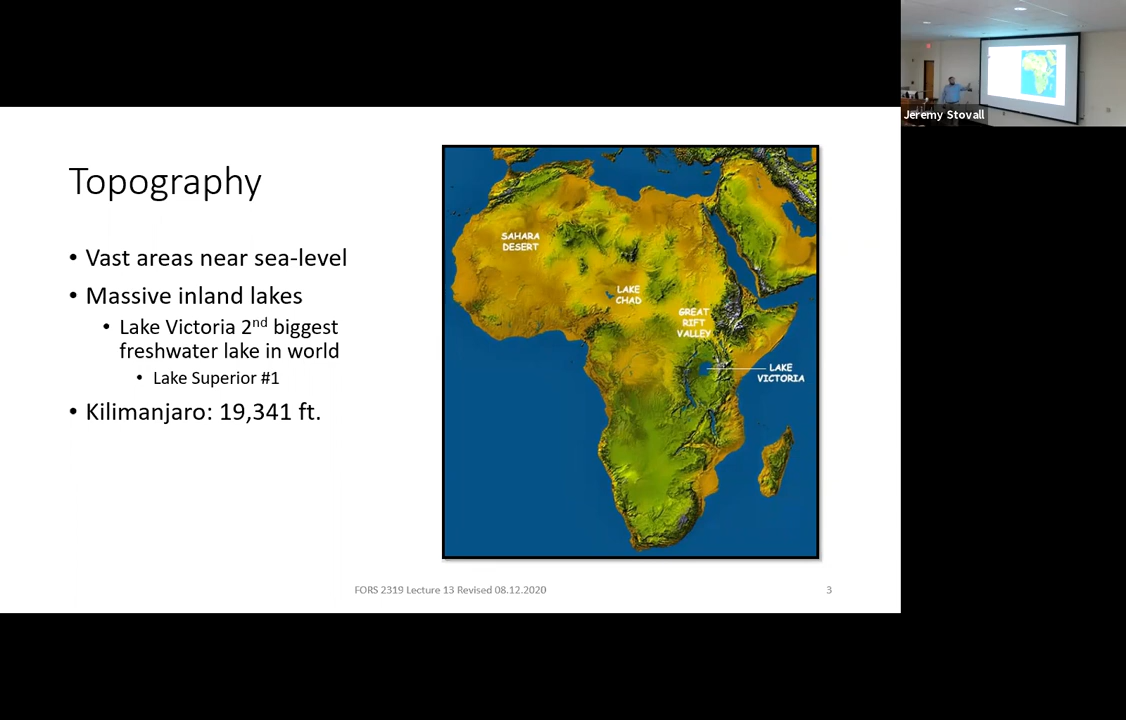 Jeremy Stovall
Topography
• Vast areas near sea-level
• Massive inland lakes
• Lake Victoria 2nd biggest
freshwater lake in world
• Lake Superior #1
• Kilimanjaro: 19,341 ft.
SAHARA
DESERT
LAKE
CHAD
GREAT
RIFT
VALLEY
LAKE
VICTORIA
FORS 2319 Lecture 13 Revised 08.12.2020
3